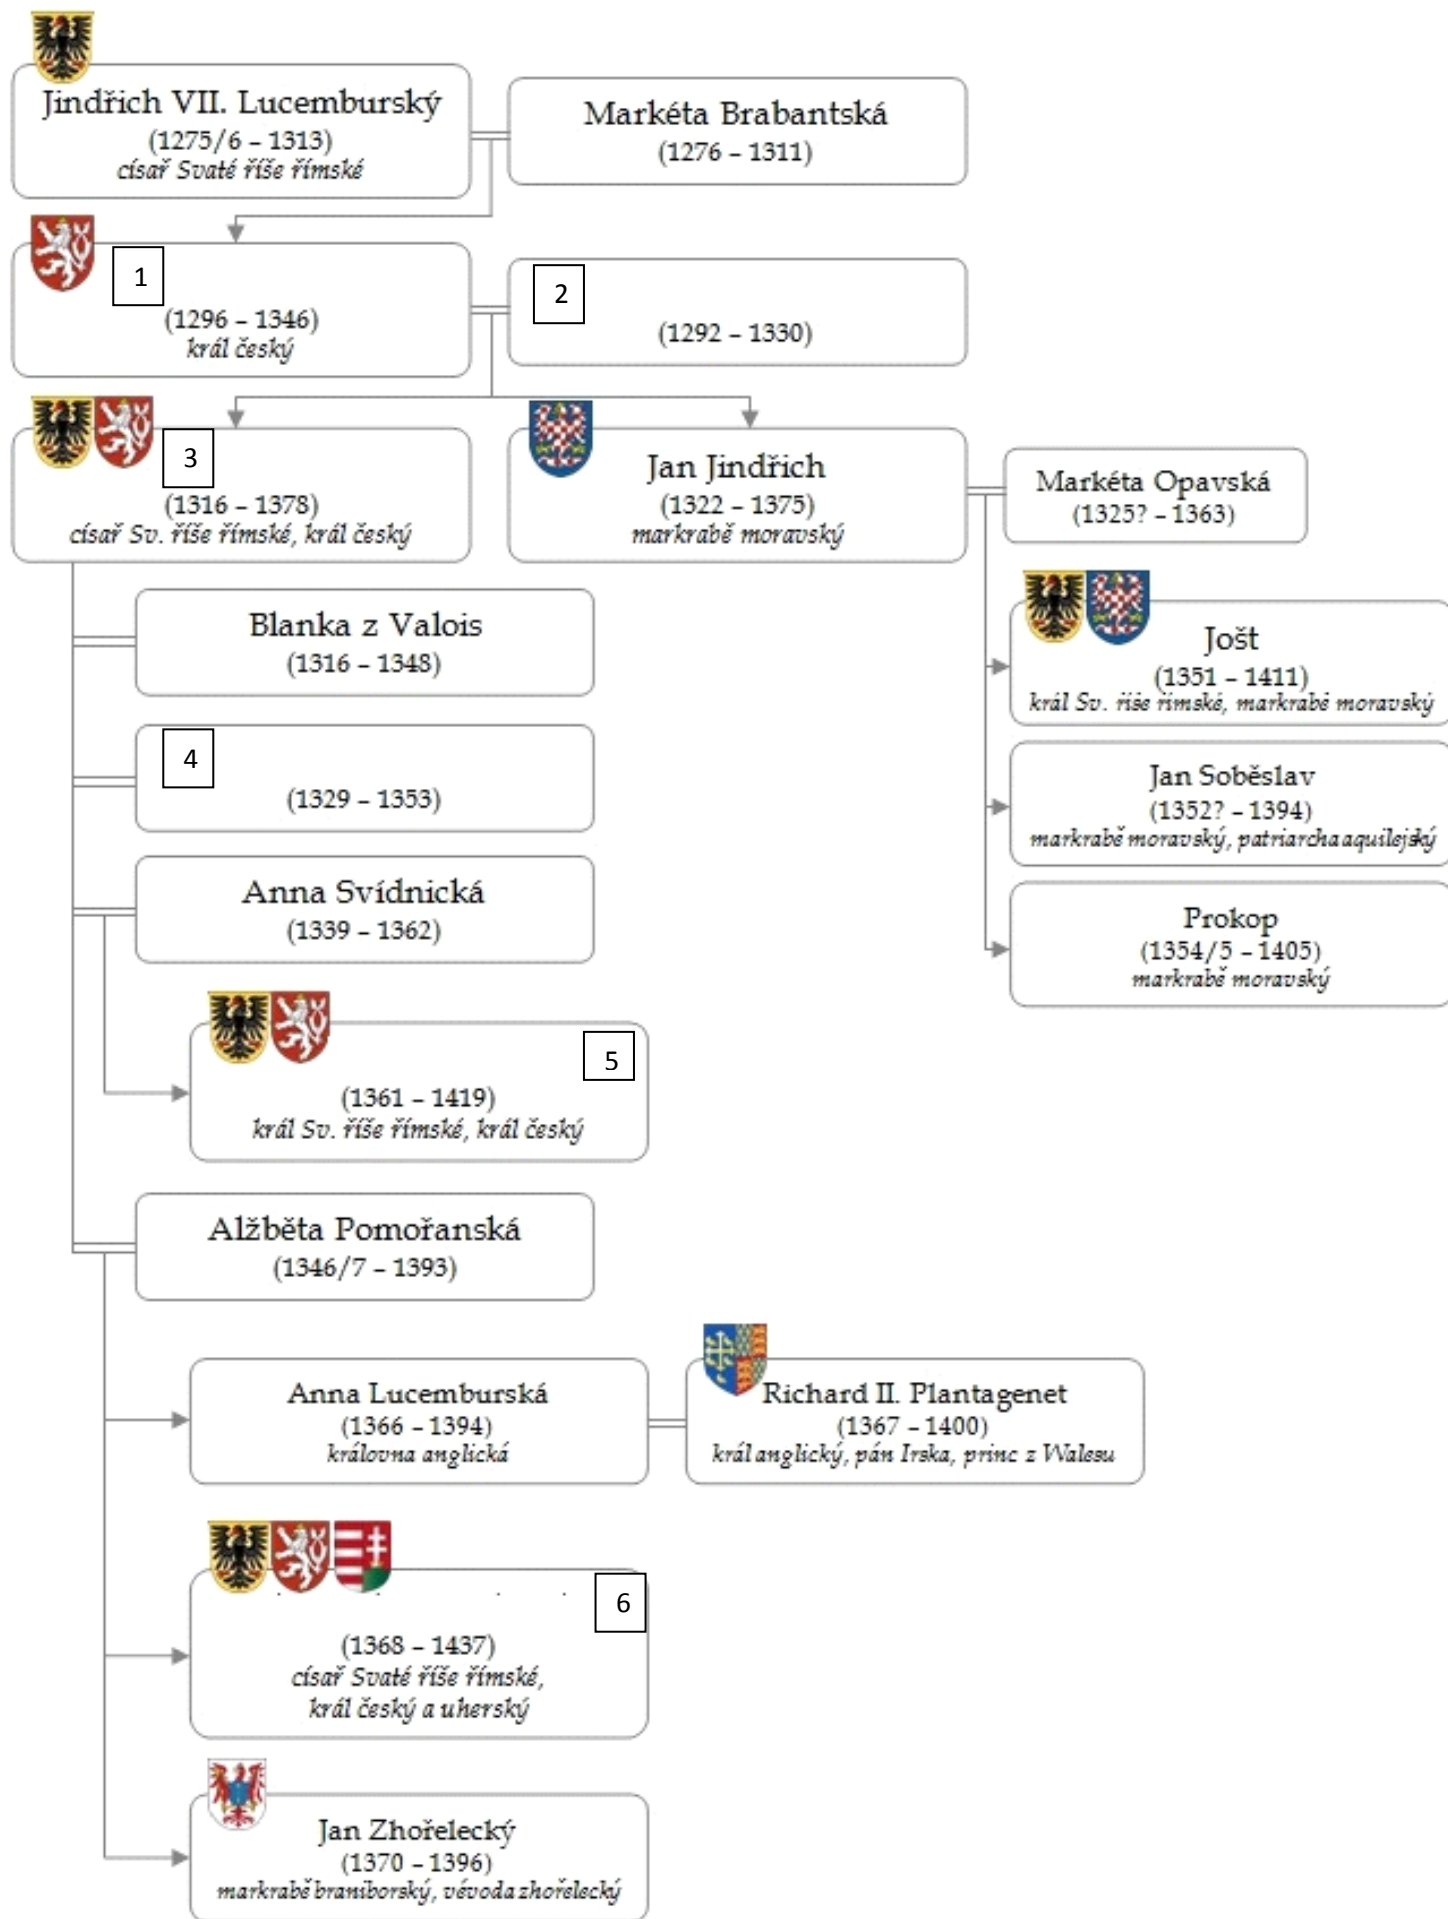 Jindřich VII. Lucemburský
(1275/6 – 1313)
císař Svaté říše římské
Markéta Brabantská
(1276 – 1311)
1
(1296 – 1346)
král český
2
(1292 – 1330)
3
(1316 – 1378)
císař Sv. říše římské, král český
Jan Jindřich
(1322 – 1375)
markrabě moravský
Markéta Opavská
(1325? – 1363)
Blanka z Valois
(1316 – 1348)
Jošt
(1351 – 1411)
král Sv. říše římské, markrabě moravský
4
(1329 – 1353)
Jan Soběslav
(1352? – 1394)
markrabě moravský, patriarcha aquilejský
Anna Svídnická
(1339 – 1362)
Prokop
(1354/5 – 1405)
markrabě moravský
5
(1361 – 1419)
král Sv. říše římské, král český
Alžběta Pomořanská
(1346/7 – 1393)
Anna Lucemburská
(1366 – 1394)
královna anglická
Richard II. Plantagenet
(1367 – 1400)
král anglický, pán Irska, princ z Walesu
6
(1368 – 1437)
císař Svaté říše římské,
král český a uherský
Jan Zhořelecký
(1370 – 1396)
markrabě braniborský, vévoda zhořelecký